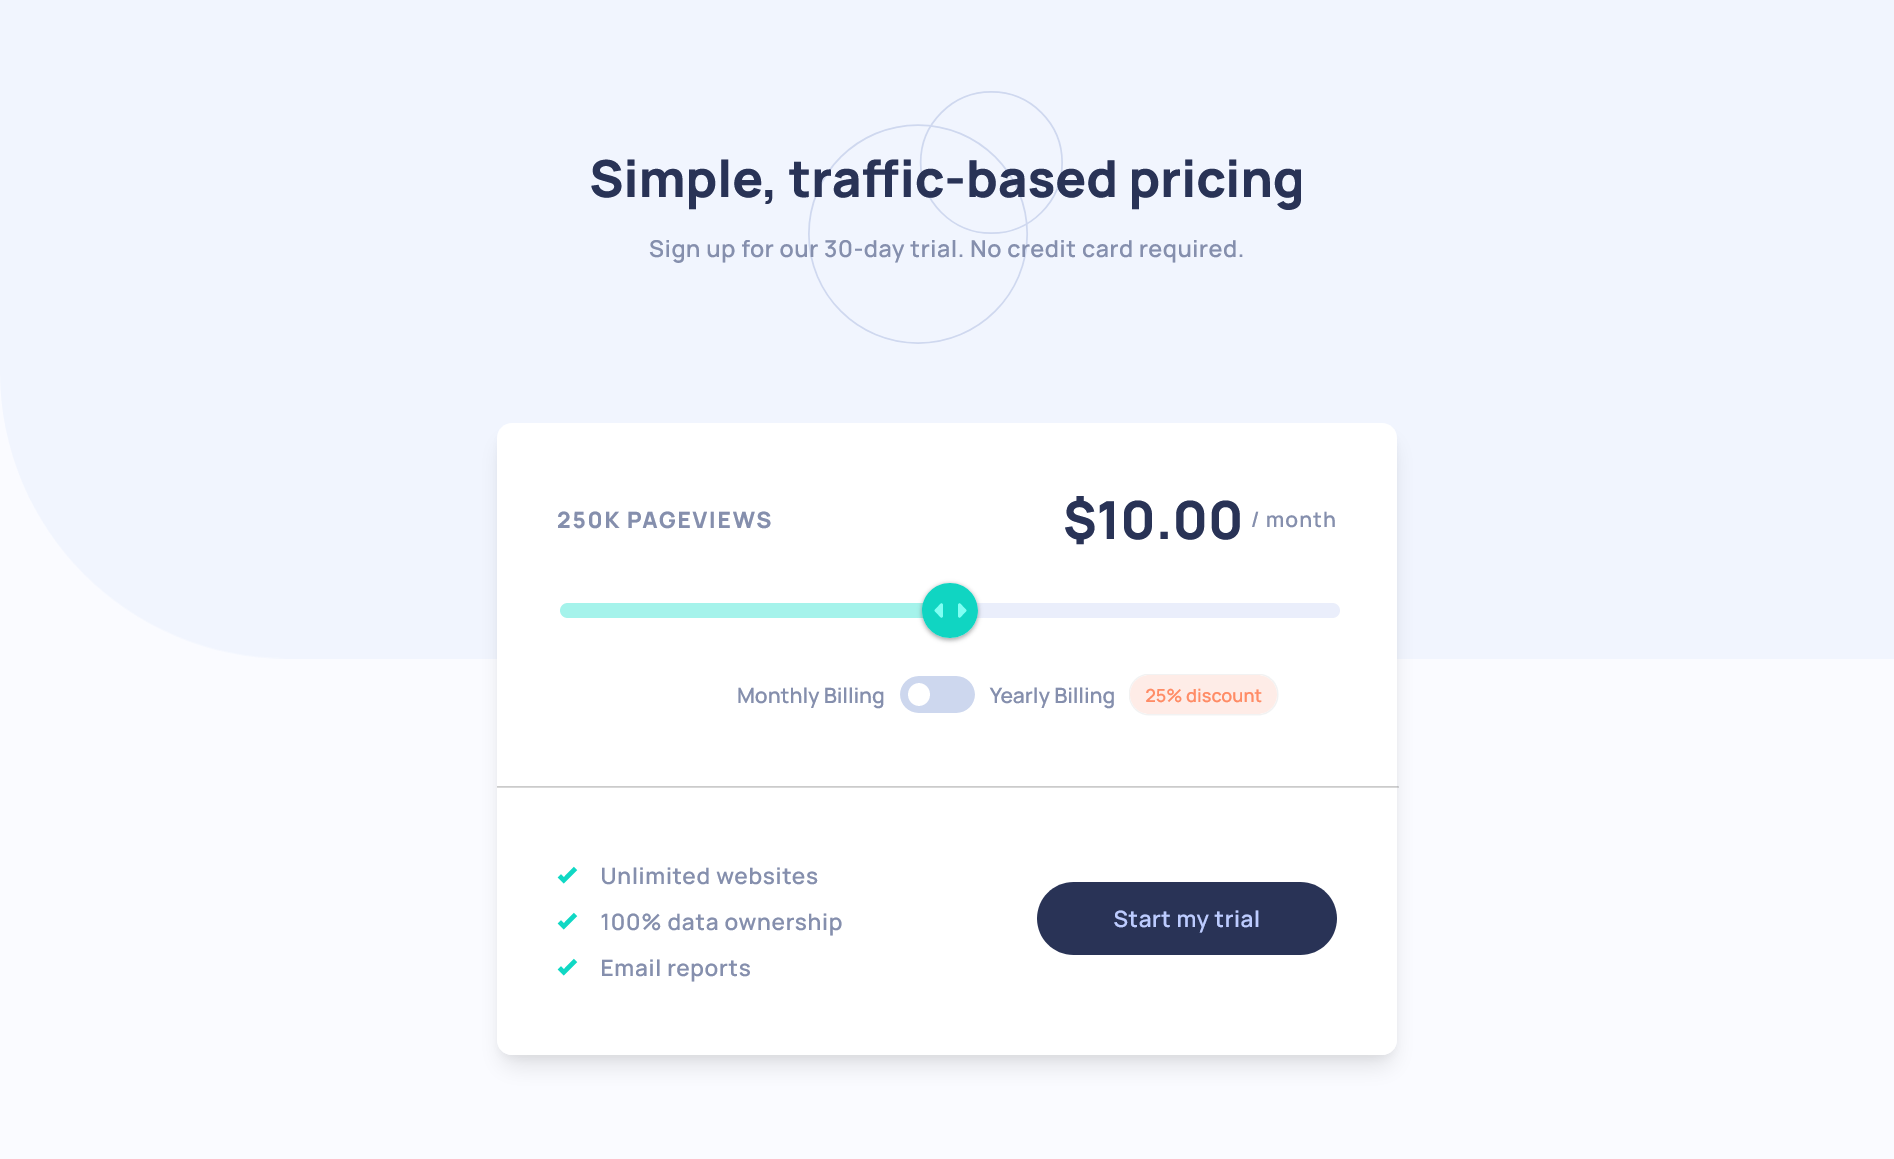 Simple, traffic-based pricing
Sign up for our 30-day trial. No credit card required.
250K PAGEVIEWS
$10.00 / month
Monthly Billing
Yearly Billing
25% discount
Unlimited websites
100% data ownership
Email reports
Start my trial